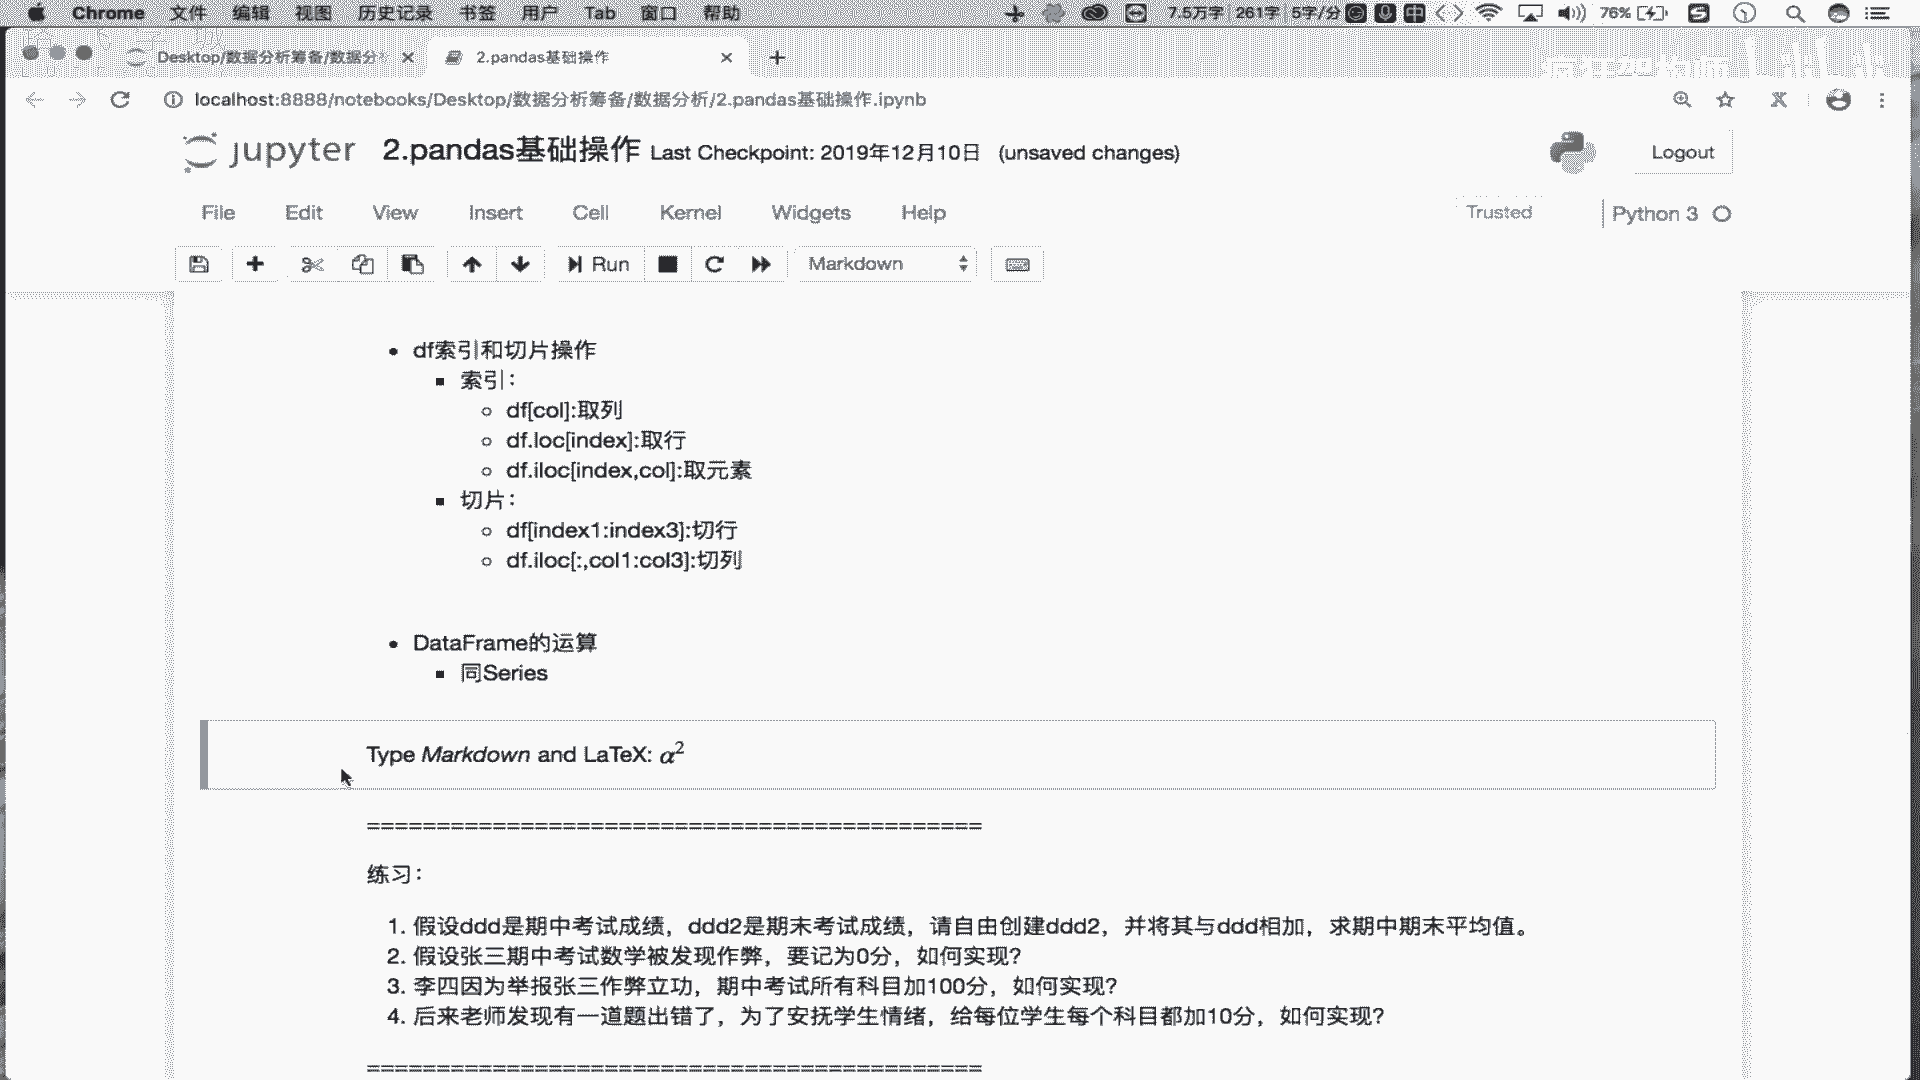 Chrome 文件 编辑 视图 历史记录 书签 用户 Tab 窗口 帮助 7.5万字 261字 5字/分 中 76%
Desktop/数据分析筹备/数据分 2.pandas基础操作
疯狂架构师
localhost:8888/notebooks/Desktop/数据分析筹备/数据分析/2.pandas基础操作.ipynb
jupyter 2.pandas基础操作 Last Checkpoint: 2019年12月10日 (unsaved changes) Logout
File Edit View Insert Cell Kernel Widgets Help Trusted Python 3
Run Markdown
df索引和切片操作
索引：
df[col]:取列
df.loc[index]:取行
df.iloc[index,col]:取元素
切片：
df[index1:index3]:切行
df.iloc[:,col1:col3]:切列
DataFrame的运算
同Series
Type Markdown and LaTeX: α²
============================================
练习：
1. 假设ddd是期中考试成绩，ddd2是期末考试成绩，请自由创建ddd2，并将其与ddd相加，求期中期末平均值。
2. 假设张三期中考试数学被发现作弊，要记为0分，如何实现？
3. 李四因为举报张三作弊立功，期中考试所有科目加100分，如何实现？
4. 后来老师发现有一道题出错了，为了安抚学生情绪，给每位学生每个科目都加10分，如何实现？
============================================